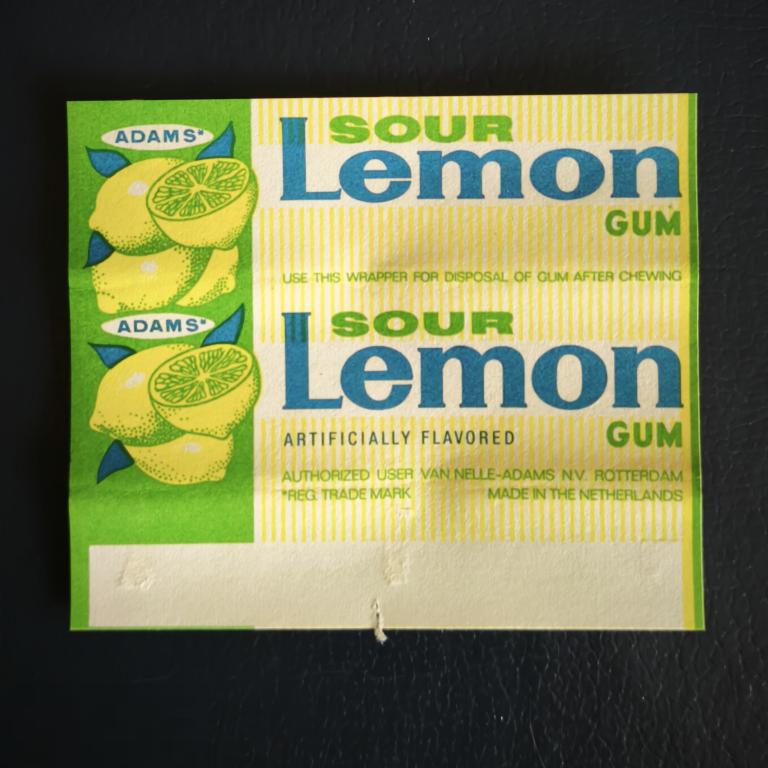 ADAMS*
SOUR
Lemon
GUM
USE THIS WRAPPER FOR DISPOSAL OF GUM AFTER CHEWING
ADAMS*
SOUR
Lemon
GUM
ARTIFICIALLY FLAVORED
AUTHORIZED USER VAN NELLE-ADAMS N.V. ROTTERDAM
*REG. TRADE MARK MADE IN THE NETHERLANDS